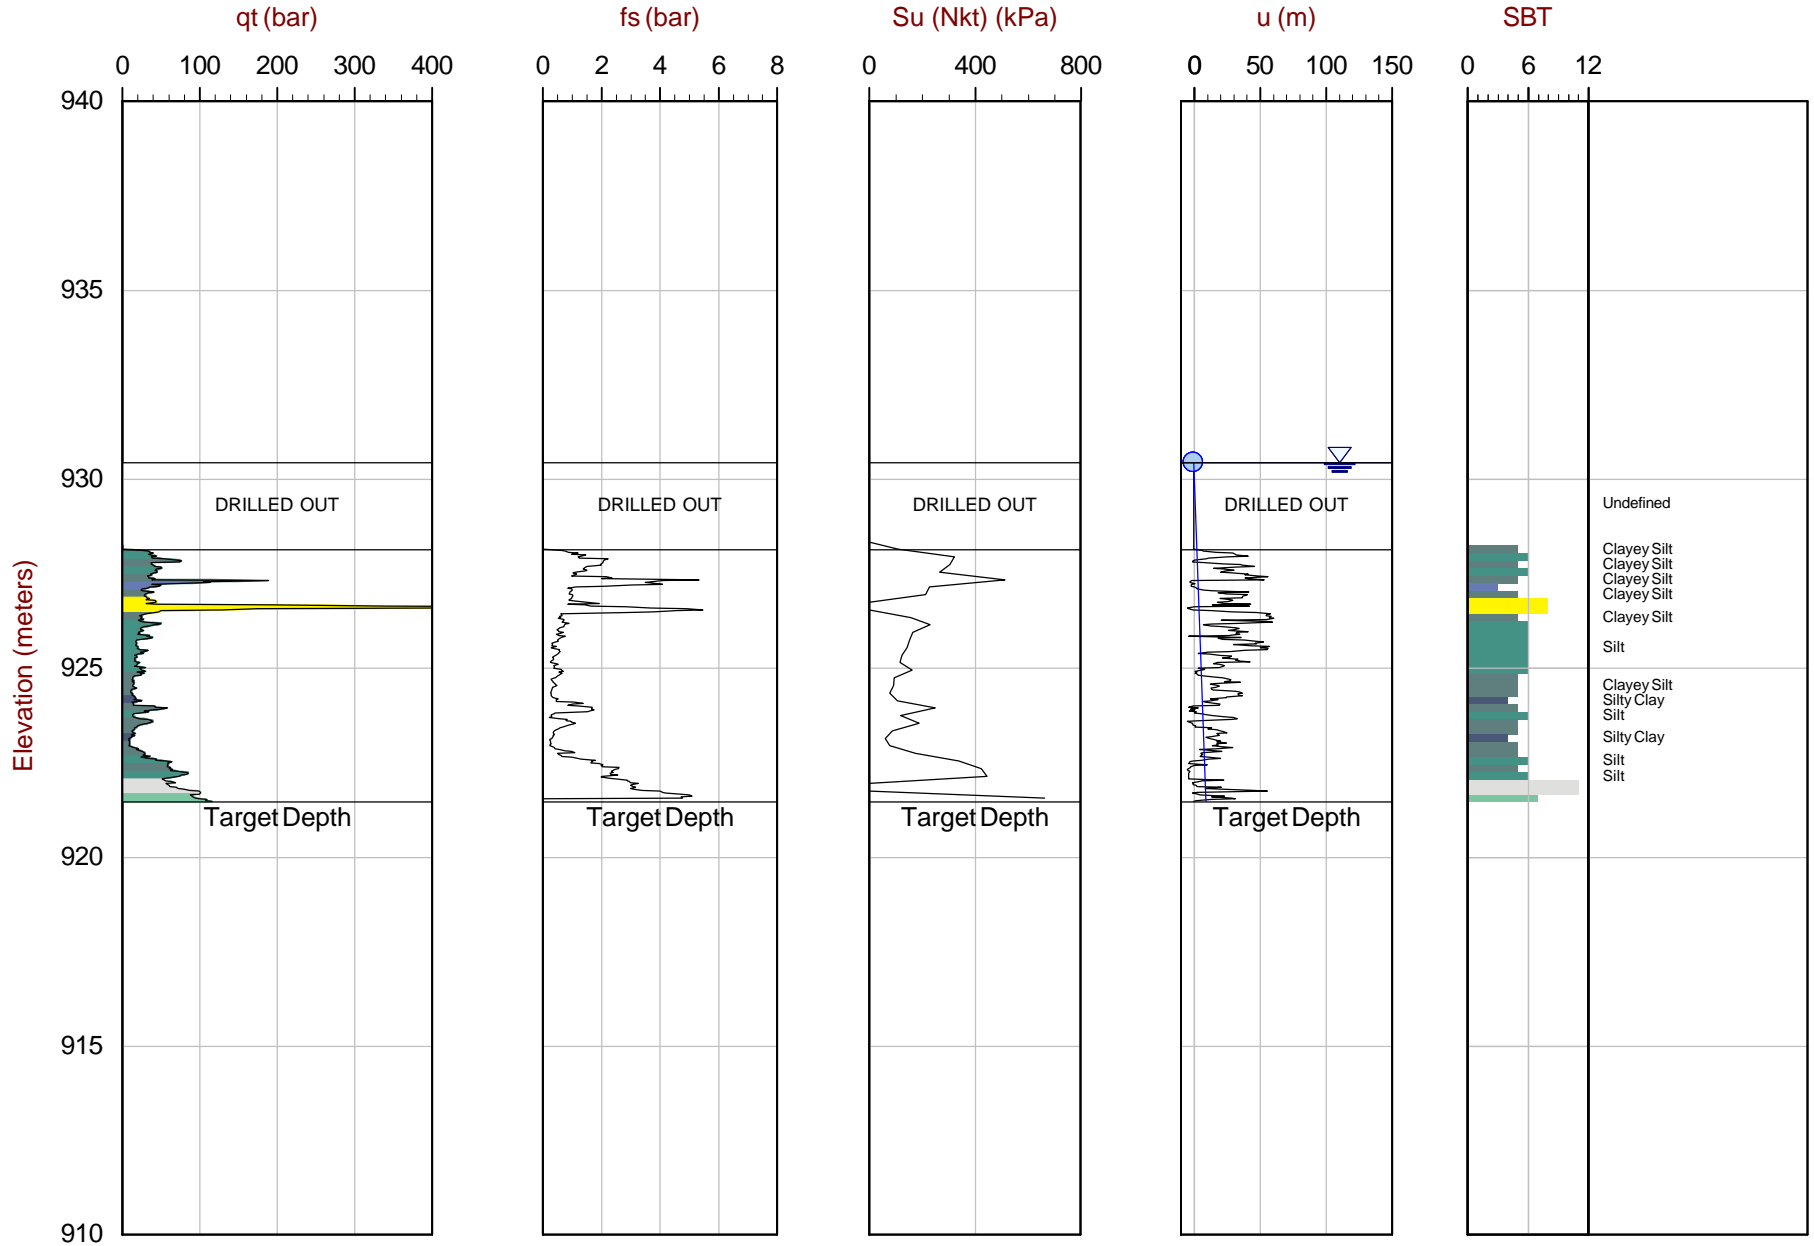 qt (bar) fs (bar) Su (Nkt) (kPa) u (m) SBT
0 100 200 300 400 0 2 4 6 8 0 400 800 0 50 100 150 0 6 12
940
935
930
DRILLED OUT DRILLED OUT DRILLED OUT DRILLED OUT Undefined
Clayey Silt
Clayey Silt
Clayey Silt
Clayey Silt
Clayey Silt
Silt
925
Clayey Silt
Silty Clay
Silt
Silty Clay
Silt
Silt
Elevation (meters)
Target Depth Target Depth Target Depth Target Depth
920
915
910